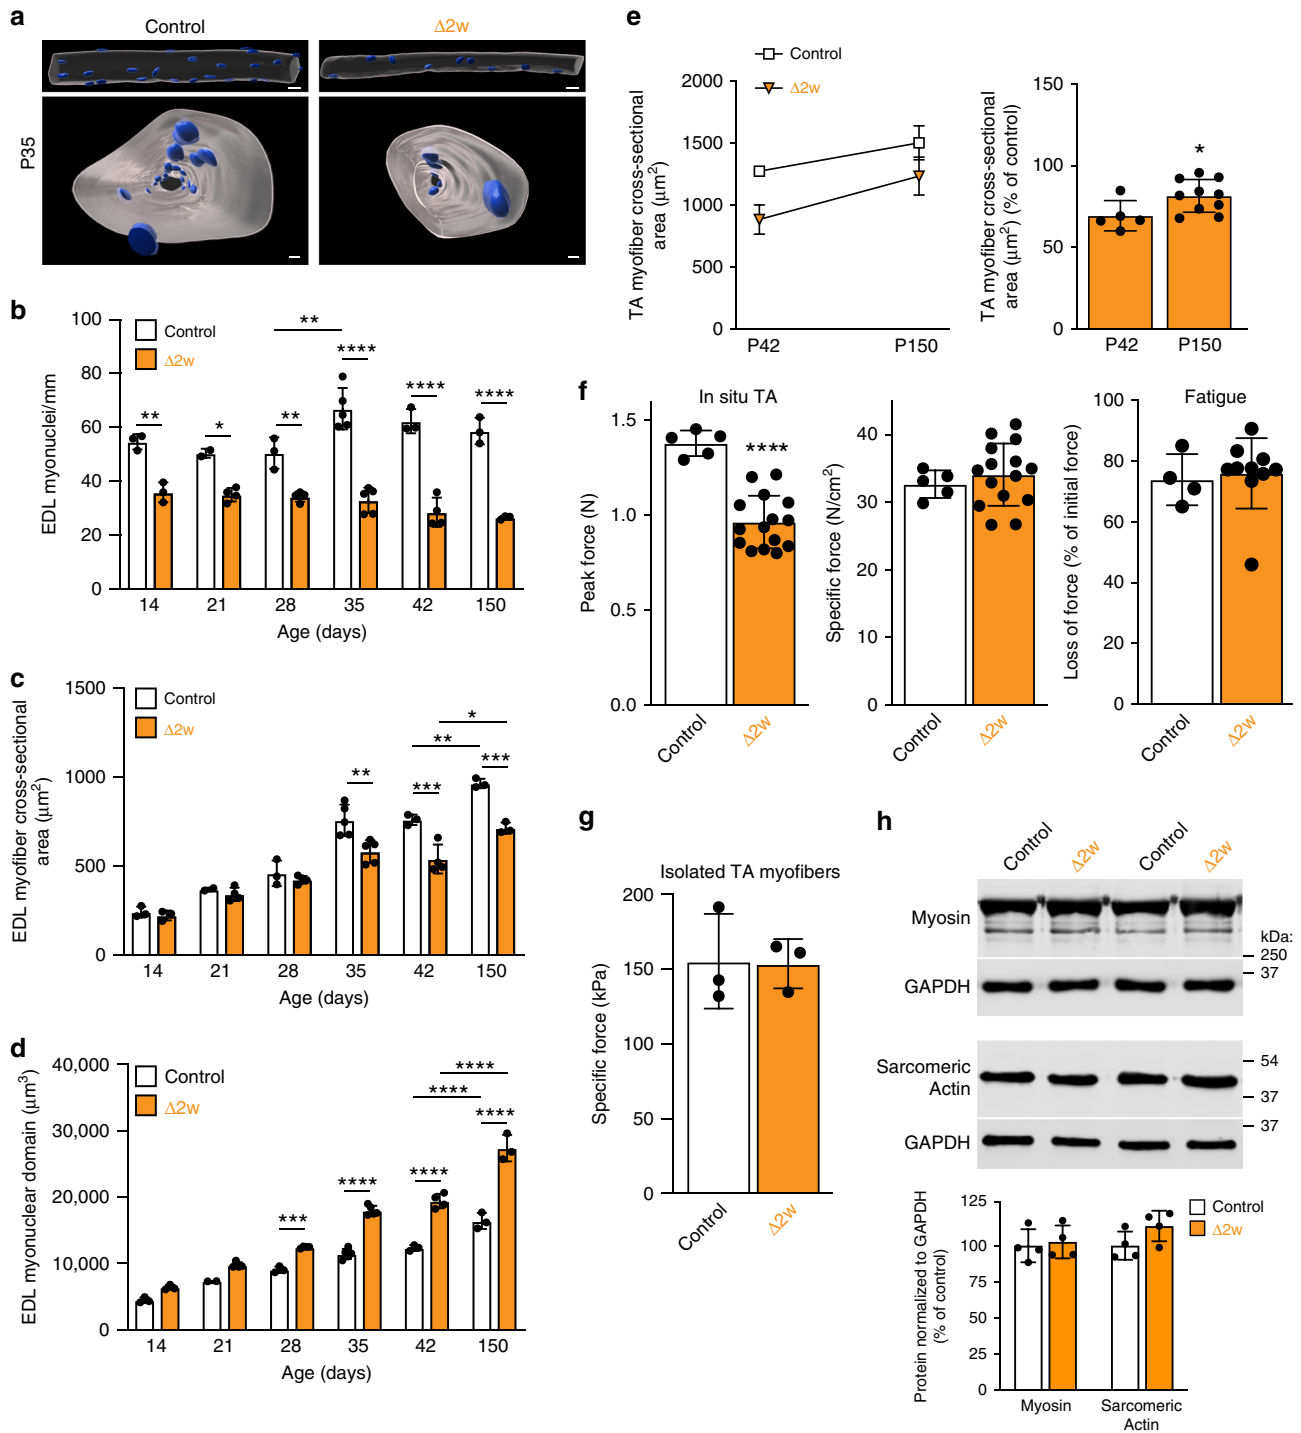 a
Control
Δ2w
P35
b
EDL myonuclei/mm
100
80
60
40
20
0
Control
Δ2w
**
*
**
**
****
****
****
14 21 28 35 42 150
Age (days)
c
EDL myofiber cross-sectional
area (μm²)
1500
1000
500
0
Control
Δ2w
**
***
**
*
***
14 21 28 35 42 150
Age (days)
d
EDL myonuclear domain (μm³)
40,000
30,000
20,000
10,000
0
Control
Δ2w
***
****
****
****
****
****
14 21 28 35 42 150
Age (days)
e
Control
Δ2w
TA myofiber cross-sectional
area (μm²)
2000
1500
1000
500
0
P42 P150
TA myofiber cross-sectional
area (μm²) (% of control)
150
100
50
0
*
P42 P150
f
In situ TA
Peak force (N)
1.5
1.0
0.5
0.0
****
Control Δ2w
Specific force (N/cm²)
40
30
20
10
0
Control Δ2w
Fatigue
Loss of force (% of initial force)
100
80
60
40
20
0
Control Δ2w
g
Isolated TA myofibers
Specific force (kPa)
200
150
100
50
0
Control Δ2w
h
Control Δ2w Control Δ2w
Myosin
kDa:
250
37
GAPDH
Sarcomeric
Actin
54
37
37
GAPDH
Protein normalized to GAPDH
(% of control)
125
100
75
50
25
0
Control
Δ2w
Myosin Sarcomeric
Actin